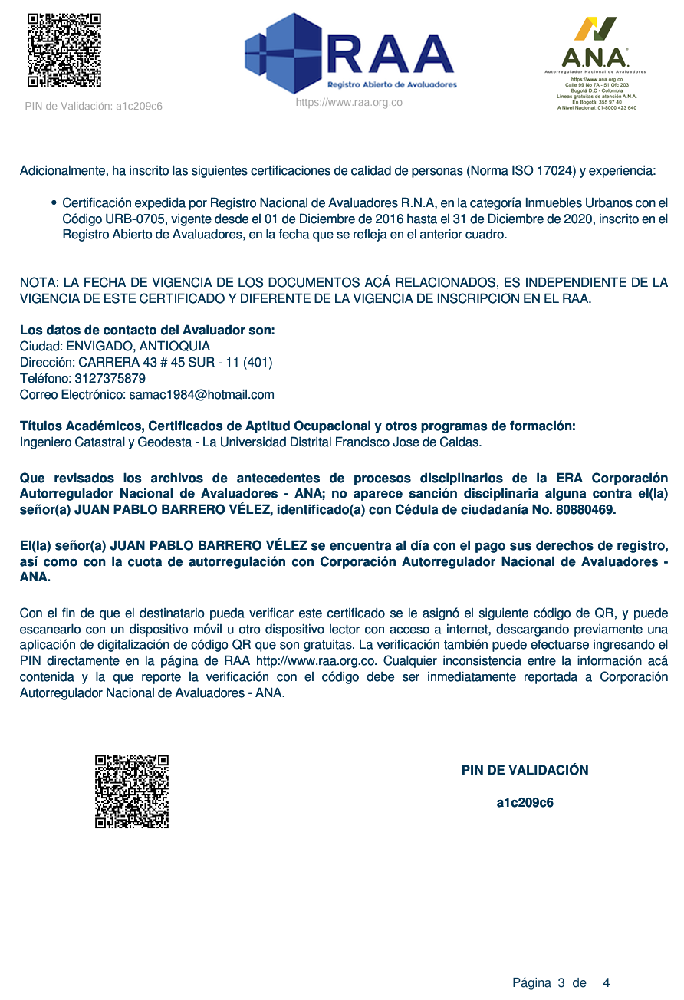 PIN de Validación: a1c209c6
RAA
Registro Abierto de Avaluadores
https://www.raa.org.co
A.N.A.
Autorregulador Nacional de Avaluadores
https://www.ana.org.co
Calle 99 No 7A - 51 Ofc 203
Bogotá D.C - Colombia
Líneas gratuitas de atención A.N.A.
En Bogotá: 355 97 40
A Nivel Nacional: 01-8000 423 640
Adicionalmente, ha inscrito las siguientes certificaciones de calidad de personas (Norma ISO 17024) y experiencia:
• Certificación expedida por Registro Nacional de Avaluadores R.N.A, en la categoría Inmuebles Urbanos con el
Código URB-0705, vigente desde el 01 de Diciembre de 2016 hasta el 31 de Diciembre de 2020, inscrito en el
Registro Abierto de Avaluadores, en la fecha que se refleja en el anterior cuadro.
NOTA: LA FECHA DE VIGENCIA DE LOS DOCUMENTOS ACÁ RELACIONADOS, ES INDEPENDIENTE DE LA
VIGENCIA DE ESTE CERTIFICADO Y DIFERENTE DE LA VIGENCIA DE INSCRIPCIÓN EN EL RAA.
Los datos de contacto del Avaluador son:
Ciudad: ENVIGADO, ANTIOQUIA
Dirección: CARRERA 43 # 45 SUR - 11 (401)
Teléfono: 3127375879
Correo Electrónico: samac1984@hotmail.com
Títulos Académicos, Certificados de Aptitud Ocupacional y otros programas de formación:
Ingeniero Catastral y Geodesta - La Universidad Distrital Francisco Jose de Caldas.
Que revisados los archivos de antecedentes de procesos disciplinarios de la ERA Corporación
Autorregulador Nacional de Avaluadores - ANA; no aparece sanción disciplinaria alguna contra el(la)
señor(a) JUAN PABLO BARRERO VÉLEZ, identificado(a) con Cédula de ciudadanía No. 80880469.
El(la) señor(a) JUAN PABLO BARRERO VÉLEZ se encuentra al día con el pago sus derechos de registro,
así como con la cuota de autorregulación con Corporación Autorregulador Nacional de Avaluadores -
ANA.
Con el fin de que el destinatario pueda verificar este certificado se le asignó el siguiente código de QR, y puede
escanearlo con un dispositivo móvil u otro dispositivo lector con acceso a internet, descargando previamente una
aplicación de digitalización de código QR que son gratuitas. La verificación también puede efectuarse ingresando el
PIN directamente en la página de RAA http://www.raa.org.co. Cualquier inconsistencia entre la información acá
contenida y la que reporte la verificación con el código debe ser inmediatamente reportada a Corporación
Autorregulador Nacional de Avaluadores - ANA.
PIN DE VALIDACIÓN
a1c209c6
Página 3 de 4